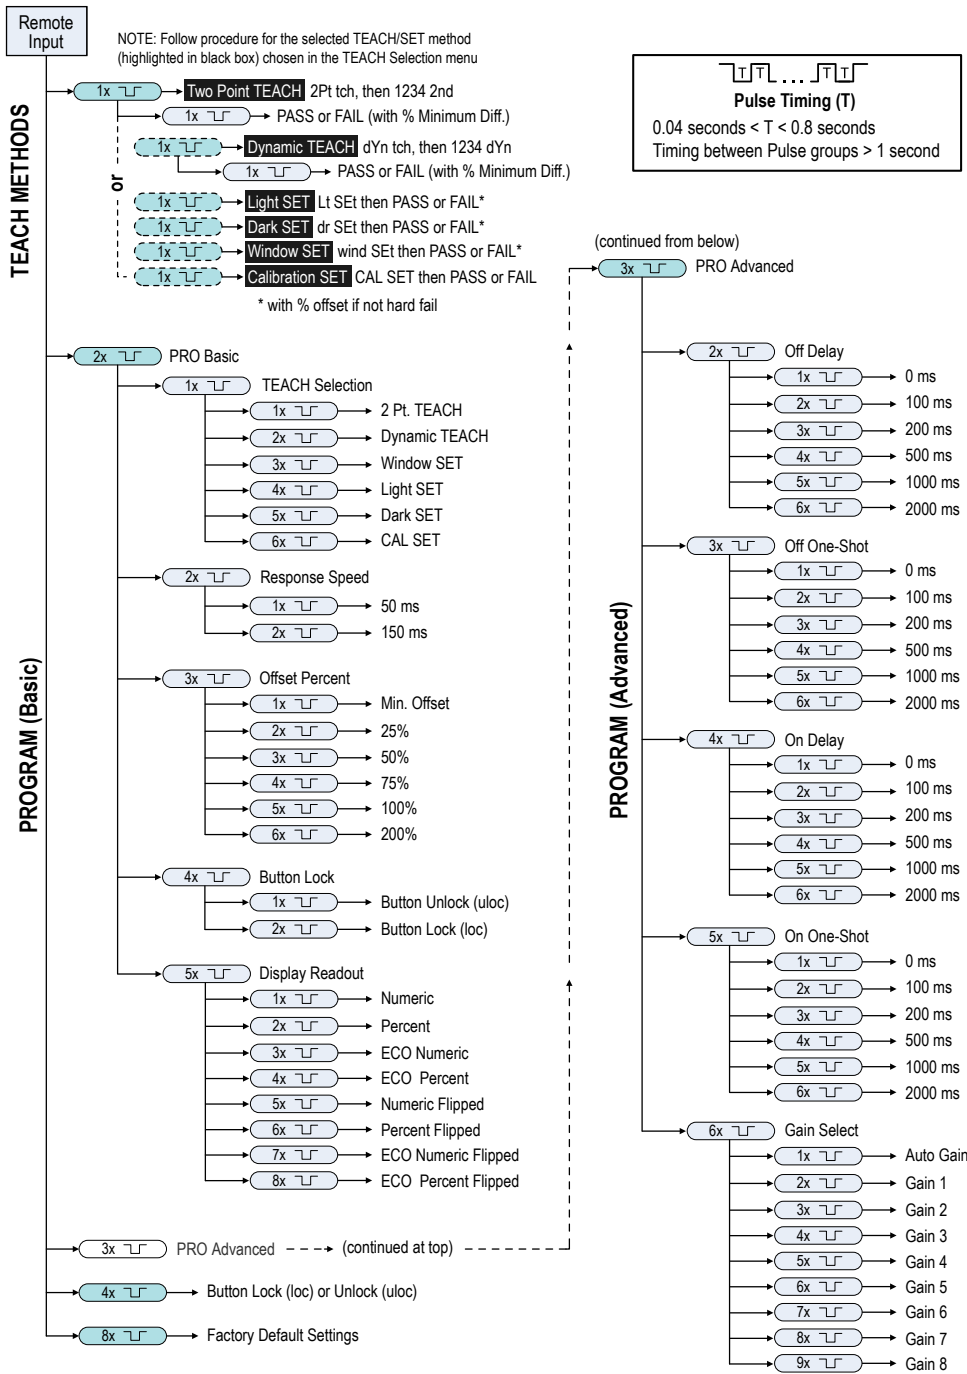 Remote
Input
NOTE: Follow procedure for the selected TEACH/SET method
(highlighted in black box) chosen in the TEACH Selection menu
TEACH METHODS
1x Two Point TEACH 2Pt tch, then 1234 2nd
1x PASS or FAIL (with % Minimum Diff.)
or
1x Dynamic TEACH dYn tch, then 1234 dYn
1x PASS or FAIL (with % Minimum Diff.)
1x Light SET Lt SEt then PASS or FAIL*
1x Dark SET dr SEt then PASS or FAIL*
1x Window SET wind SEt then PASS or FAIL*
1x Calibration SET CAL SET then PASS or FAIL
* with % offset if not hard fail
T T ... T T
Pulse Timing (T)
0.04 seconds < T < 0.8 seconds
Timing between Pulse groups > 1 second
PROGRAM (Basic)
2x PRO Basic
1x TEACH Selection
1x 2 Pt. TEACH
2x Dynamic TEACH
3x Window SET
4x Light SET
5x Dark SET
6x CAL SET
2x Response Speed
1x 50 ms
2x 150 ms
3x Offset Percent
1x Min. Offset
2x 25%
3x 50%
4x 75%
5x 100%
6x 200%
4x Button Lock
1x Button Unlock (uloc)
2x Button Lock (loc)
5x Display Readout
1x Numeric
2x Percent
3x ECO Numeric
4x ECO Percent
5x Numeric Flipped
6x Percent Flipped
7x ECO Numeric Flipped
8x ECO Percent Flipped
3x PRO Advanced (continued at top)
4x Button Lock (loc) or Unlock (uloc)
8x Factory Default Settings
(continued from below)
3x PRO Advanced
PROGRAM (Advanced)
2x Off Delay
1x 0 ms
2x 100 ms
3x 200 ms
4x 500 ms
5x 1000 ms
6x 2000 ms
3x Off One-Shot
1x 0 ms
2x 100 ms
3x 200 ms
4x 500 ms
5x 1000 ms
6x 2000 ms
4x On Delay
1x 0 ms
2x 100 ms
3x 200 ms
4x 500 ms
5x 1000 ms
6x 2000 ms
5x On One-Shot
1x 0 ms
2x 100 ms
3x 200 ms
4x 500 ms
5x 1000 ms
6x 2000 ms
6x Gain Select
1x Auto Gain
2x Gain 1
3x Gain 2
4x Gain 3
5x Gain 4
6x Gain 5
7x Gain 6
8x Gain 7
9x Gain 8